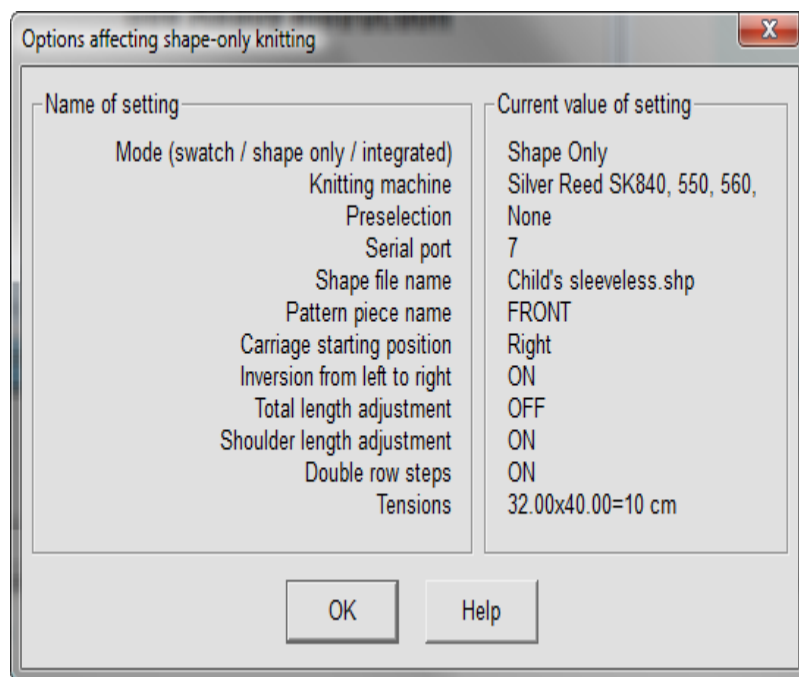 Options affecting shape-only knitting
Name of setting
Current value of setting
Mode (swatch / shape only / integrated) Shape Only
Knitting machine Silver Reed SK840, 550, 560,
Preselection None
Serial port 7
Shape file name Child's sleeveless.shp
Pattern piece name FRONT
Carriage starting position Right
Inversion from left to right ON
Total length adjustment OFF
Shoulder length adjustment ON
Double row steps ON
Tensions 32.00x40.00=10 cm
OK
Help